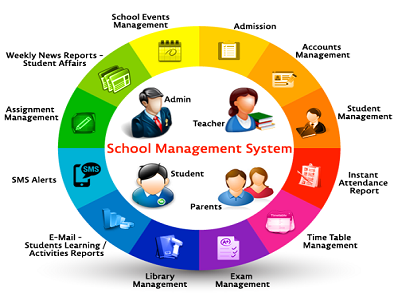 School Events
Management
Admission
Accounts
Management
Student
Management
Instant
Attendance
Report
Time Table
Management
Exam
Management
Library
Management
E-Mail -
Students Learning /
Activities Reports
SMS Alerts
SMS
Assignment
Management
Weekly News Reports -
Student Affairs
Admin
Teacher
School Management System
Student
Parents
A+